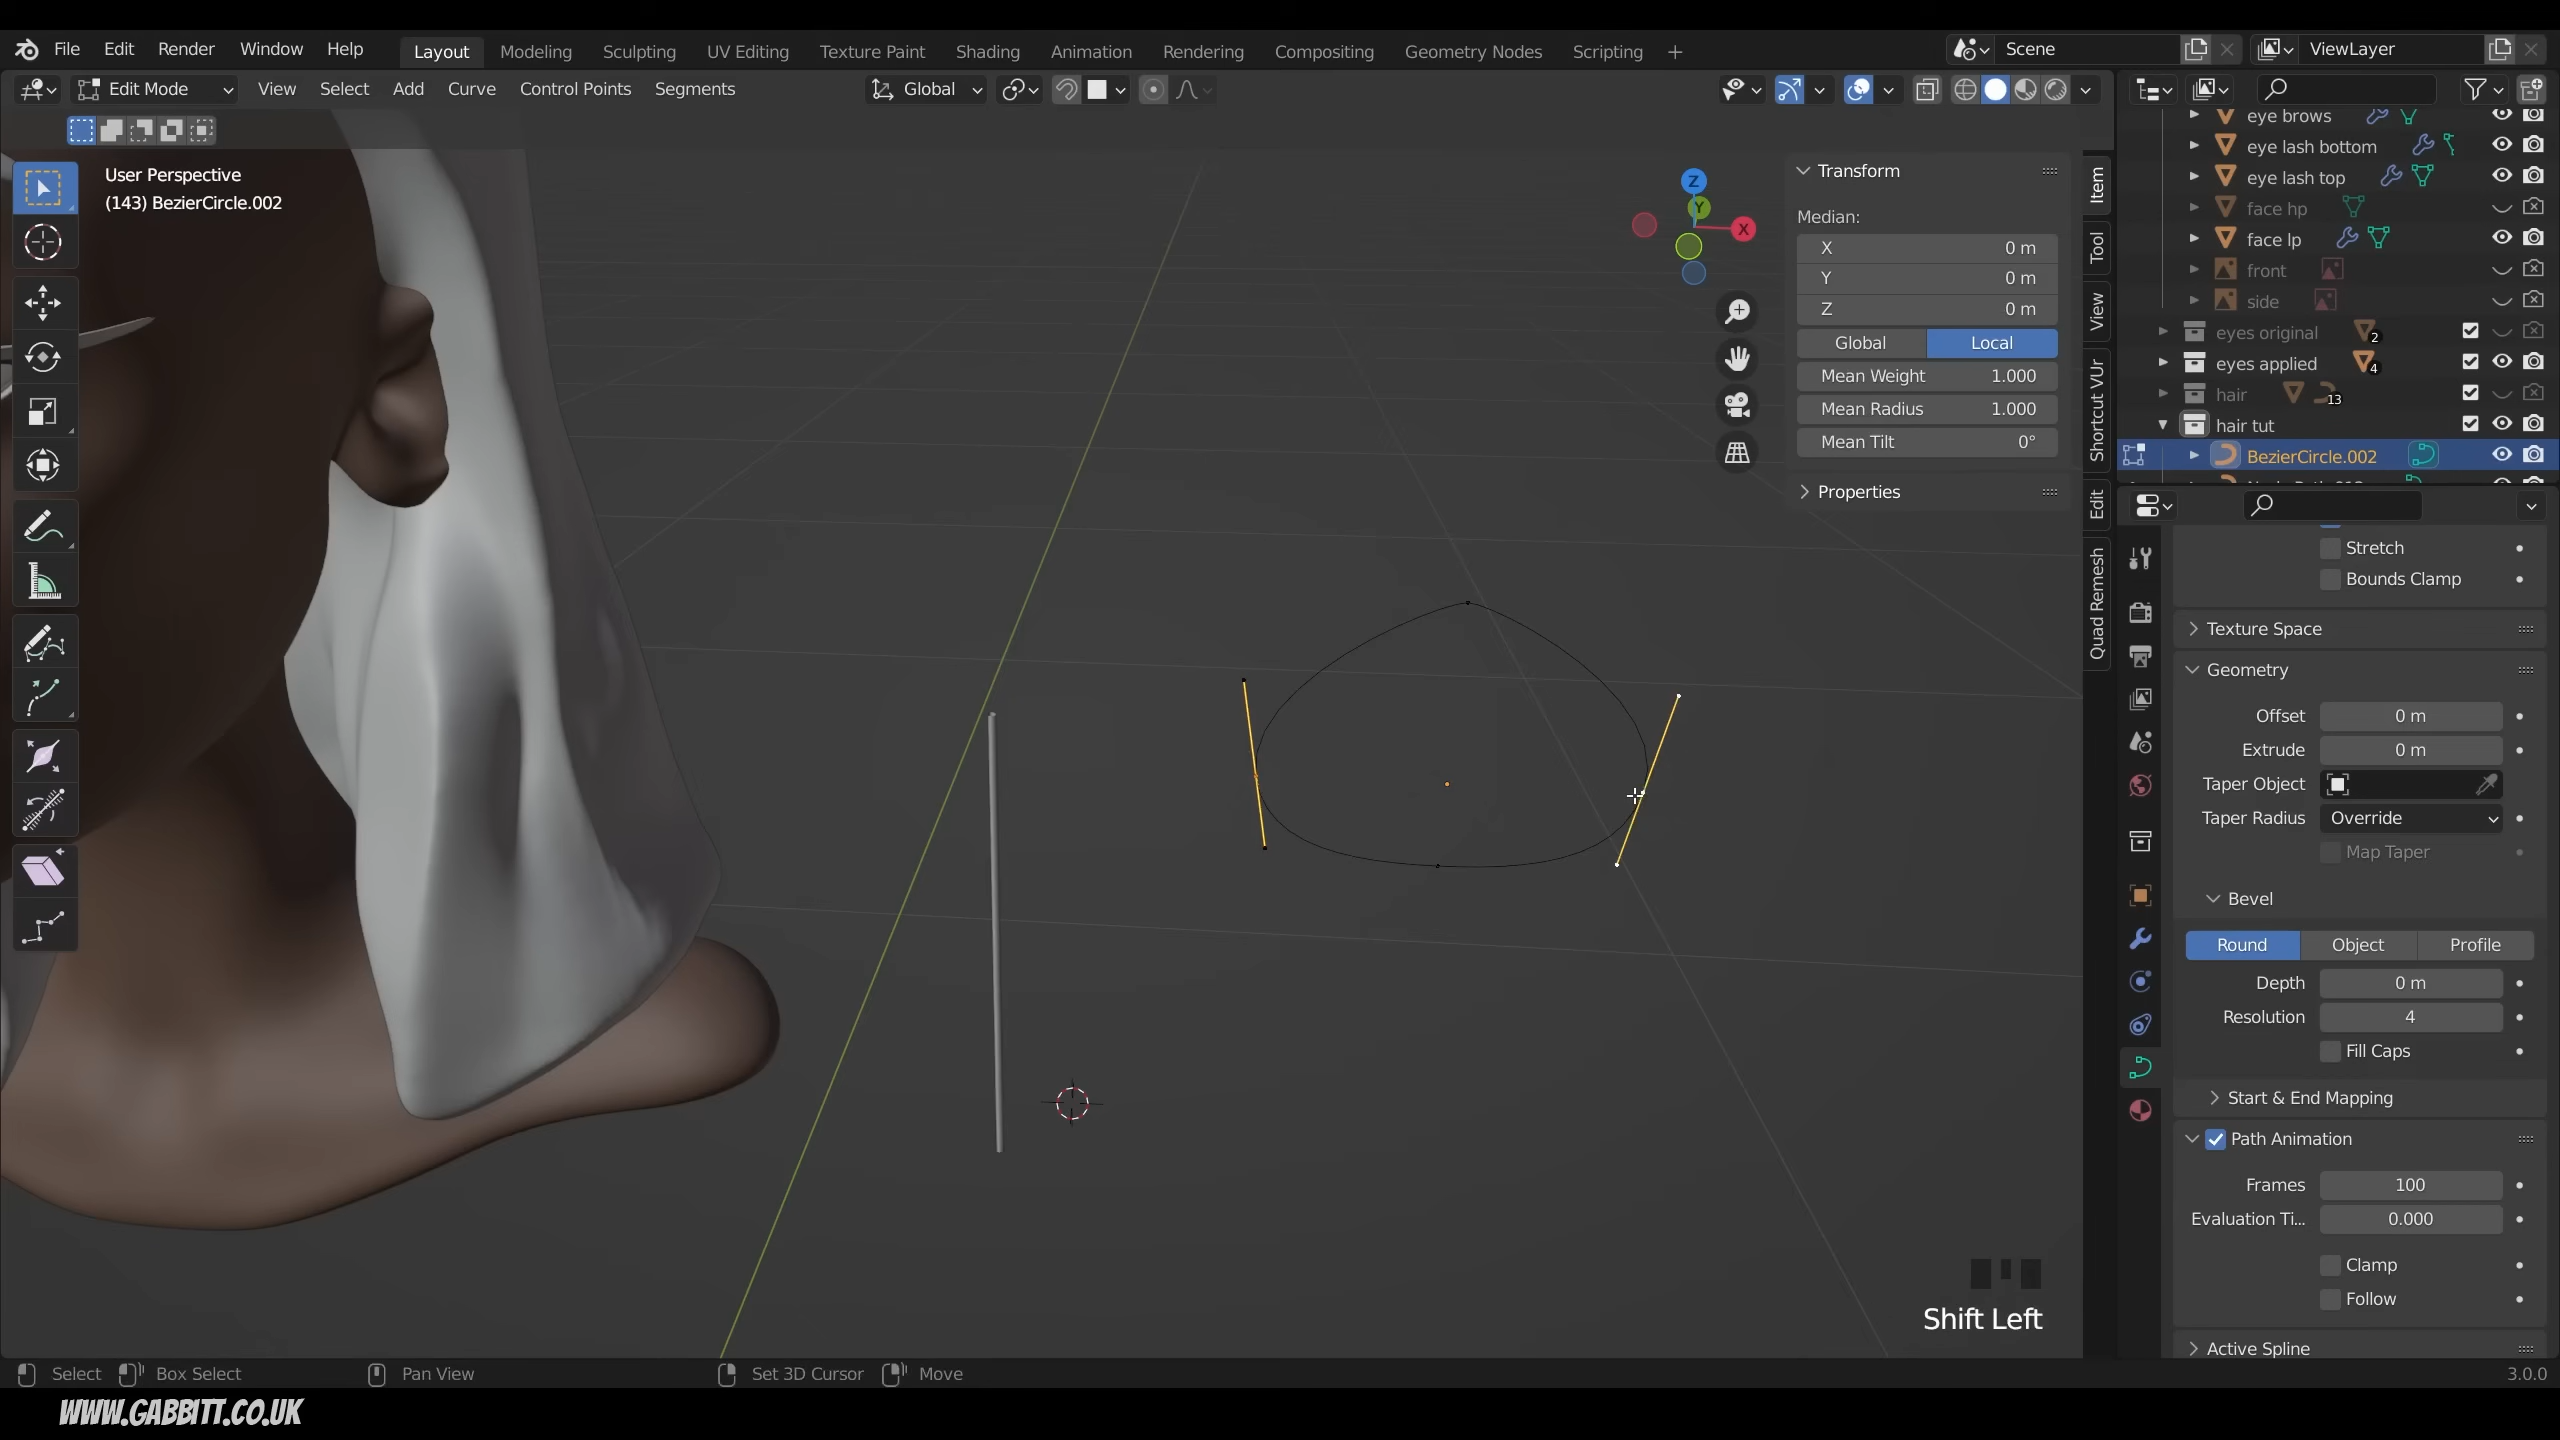 File Edit Render Window Help Layout Modeling Sculpting UV Editing Texture Paint Shading Animation Rendering Compositing Geometry Nodes Scripting +
Scene
ViewLayer
Edit Mode View Select Add Curve Control Points Segments
Global
User Perspective
(143) BezierCircle.002
Z
Y
X
Transform
Median:
X 0 m
Y 0 m
Z 0 m
Global Local
Mean Weight 1.000
Mean Radius 1.000
Mean Tilt 0°
Properties
Item
Tool
View
Shortcut VUr
Edit
Quad Remesh
eye brows
eye lash bottom
eye lash top
face hp
face lp
front
side
eyes original 2
eyes applied 4
hair 13
hair tut
BezierCircle.002
Stretch
Bounds Clamp
Texture Space
Geometry
Offset 0 m
Extrude 0 m
Taper Object
Taper Radius Override
Map Taper
Bevel
Round Object Profile
Depth 0 m
Resolution 4
Fill Caps
Start & End Mapping
Path Animation
Frames 100
Evaluation Ti... 0.000
Clamp
Follow
Active Spline
Shift Left
Select Box Select Pan View Set 3D Cursor Move
3.0.0
WWW.GABBITT.CO.UK